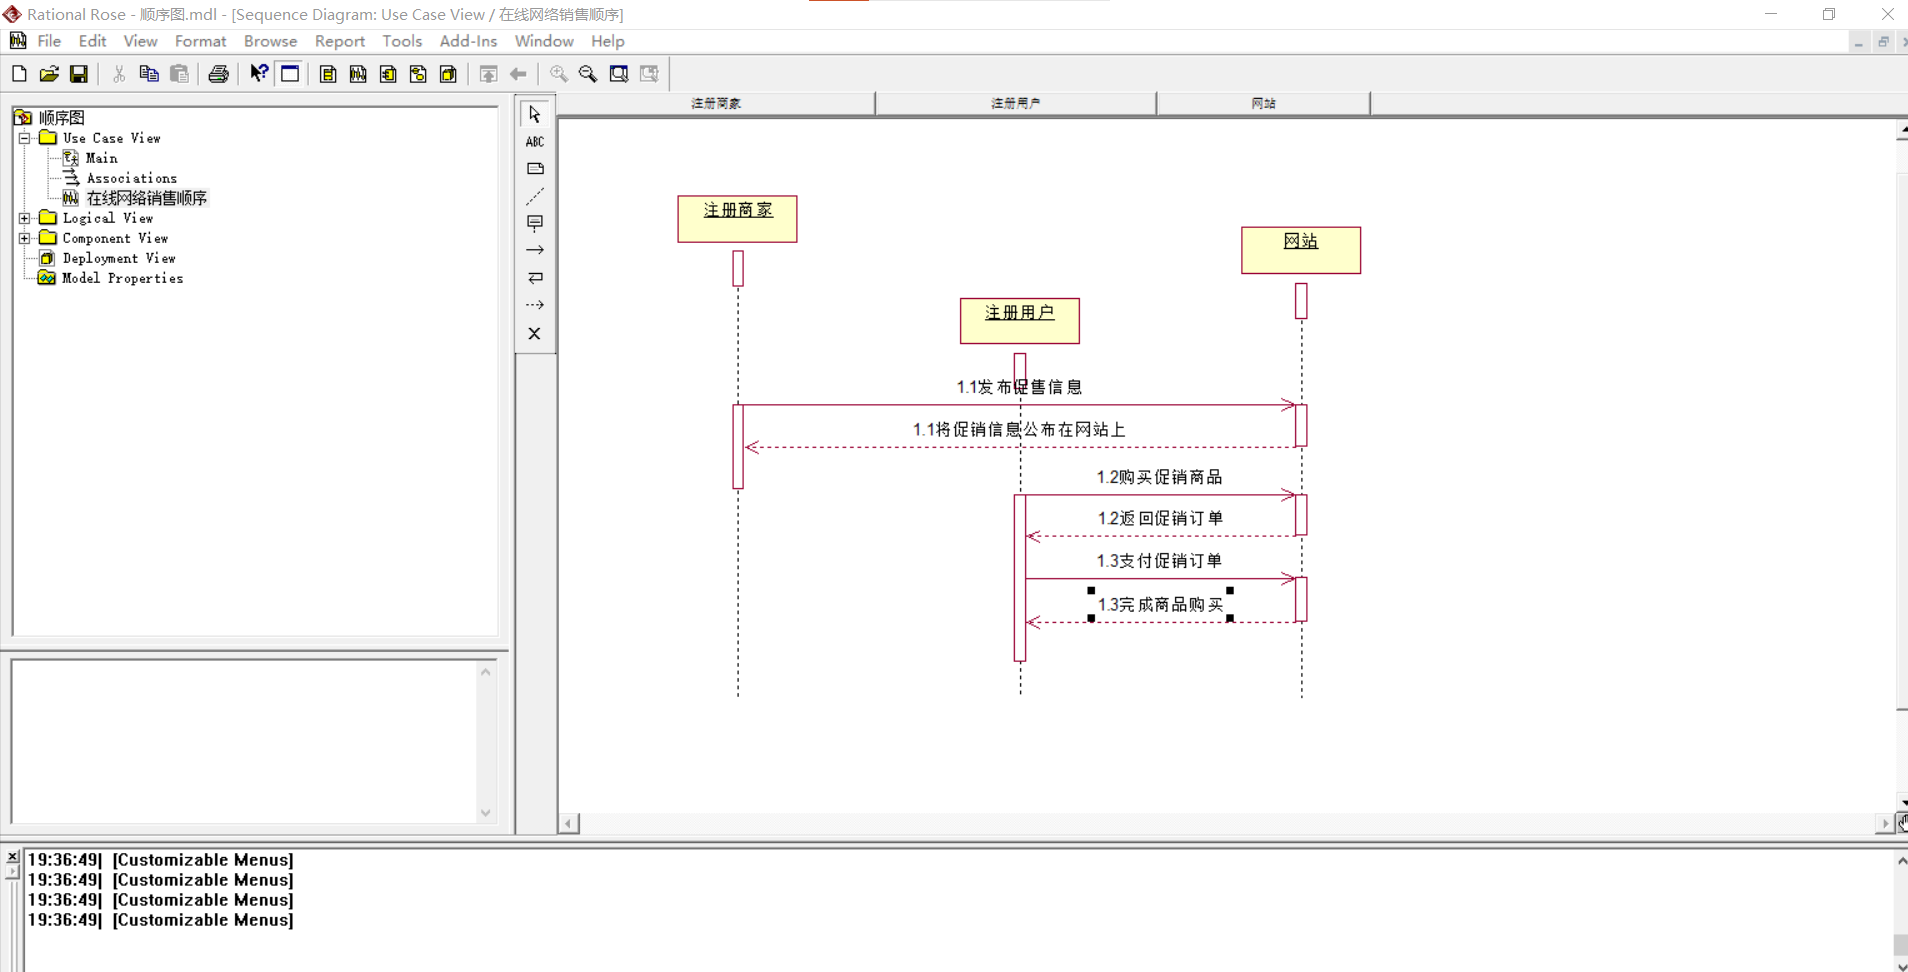 Rational Rose - 顺序图.mdl - [Sequence Diagram: Use Case View / 在线网络销售顺序]
File Edit View Format Browse Report Tools Add-Ins Window Help
顺序图
Use Case View
Main
Associations
在线网络销售顺序
Logical View
Component View
Deployment View
Model Properties
ABC
注册商家 注册用户 网站
注册商家
网站
注册用户
1.1发布促售信息
1.1将促销信息公布在网站上
1.2购买促销商品
1.2返回促销订单
1.3支付促销订单
1.3完成商品购买
19:36:49| [Customizable Menus]
19:36:49| [Customizable Menus]
19:36:49| [Customizable Menus]
19:36:49| [Customizable Menus]